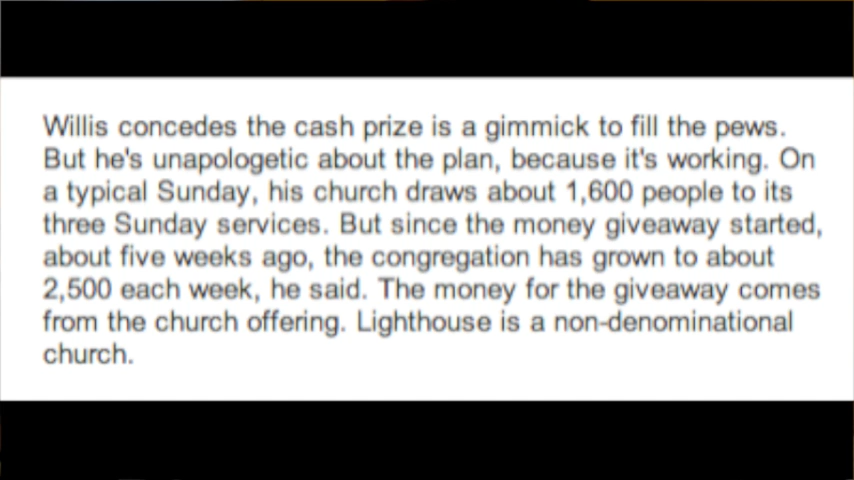 Willis concedes the cash prize is a gimmick to fill the pews.
But he's unapologetic about the plan, because it's working. On
a typical Sunday, his church draws about 1,600 people to its
three Sunday services. But since the money giveaway started,
about five weeks ago, the congregation has grown to about
2,500 each week, he said. The money for the giveaway comes
from the church offering. Lighthouse is a non-denominational
church.